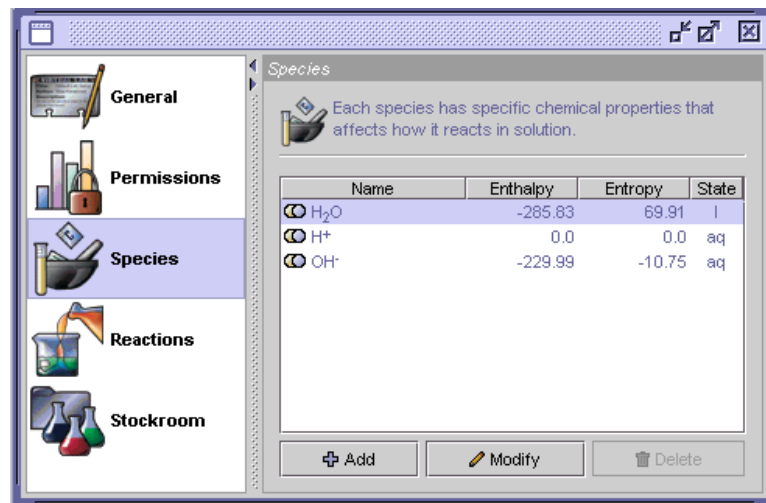 General
Permissions
Species
Reactions
Stockroom
Species
Each species has specific chemical properties that
affects how it reacts in solution.
Name Enthalpy Entropy State
H₂O -285.83 69.91 l
H⁺ 0.0 0.0 aq
OH⁻ -229.99 -10.75 aq
Add Modify Delete